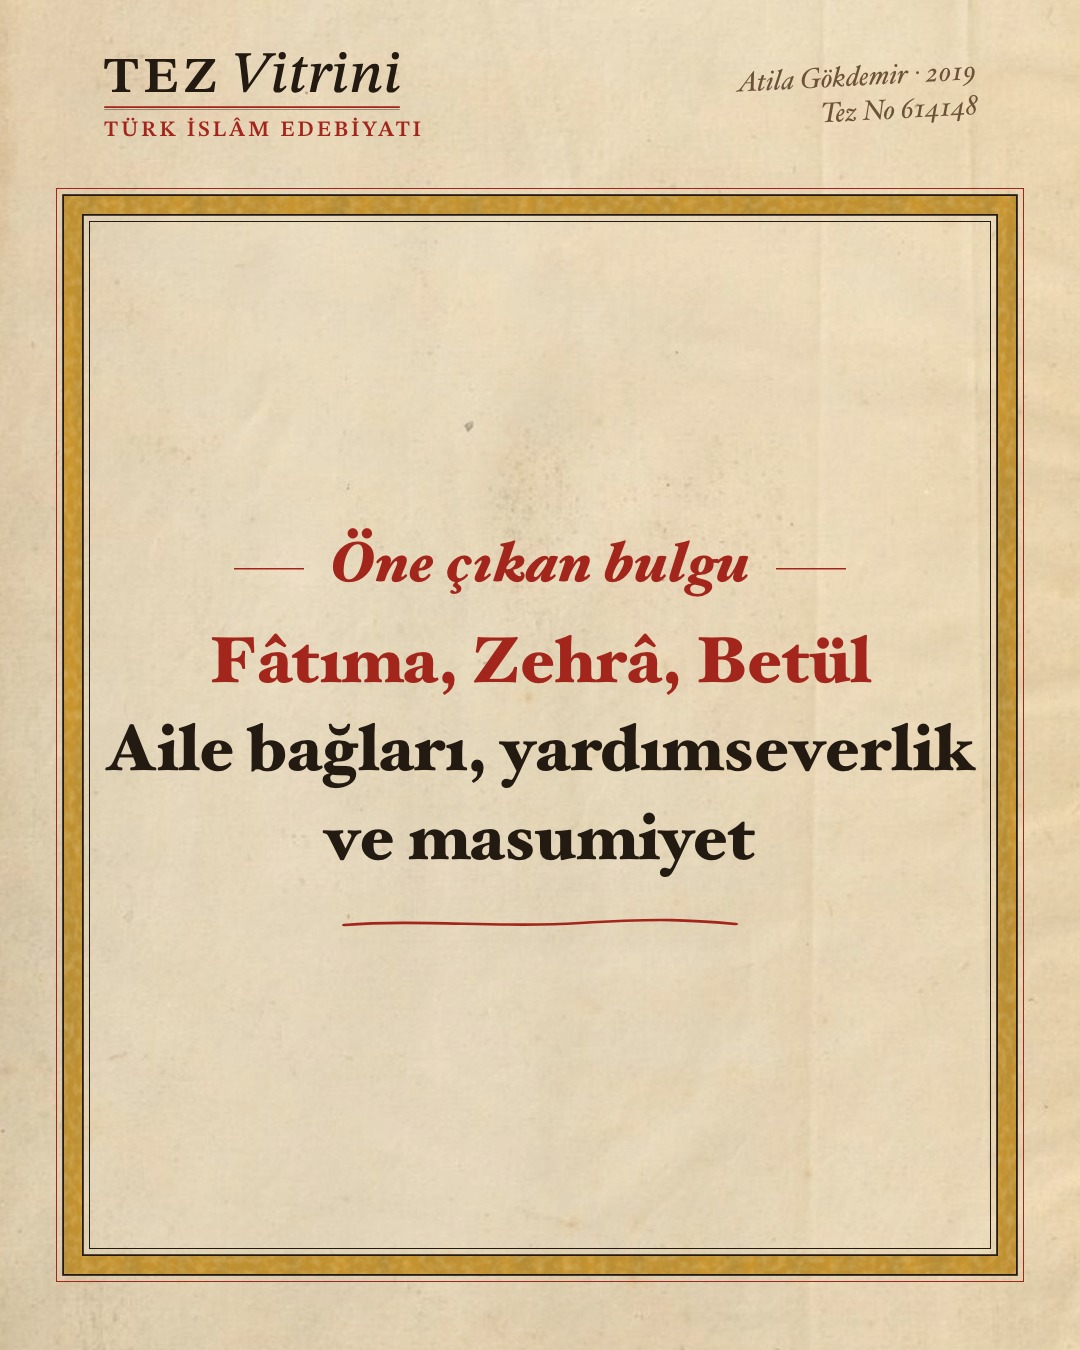 TEZ Vitrini
TÜRK İSLÂM EDEBİYATI
Atila Gökdemir · 2019
Tez No 614148
Öne çıkan bulgu
Fâtıma, Zehrâ, Betül
Aile bağları, yardımseverlik
ve masumiyet